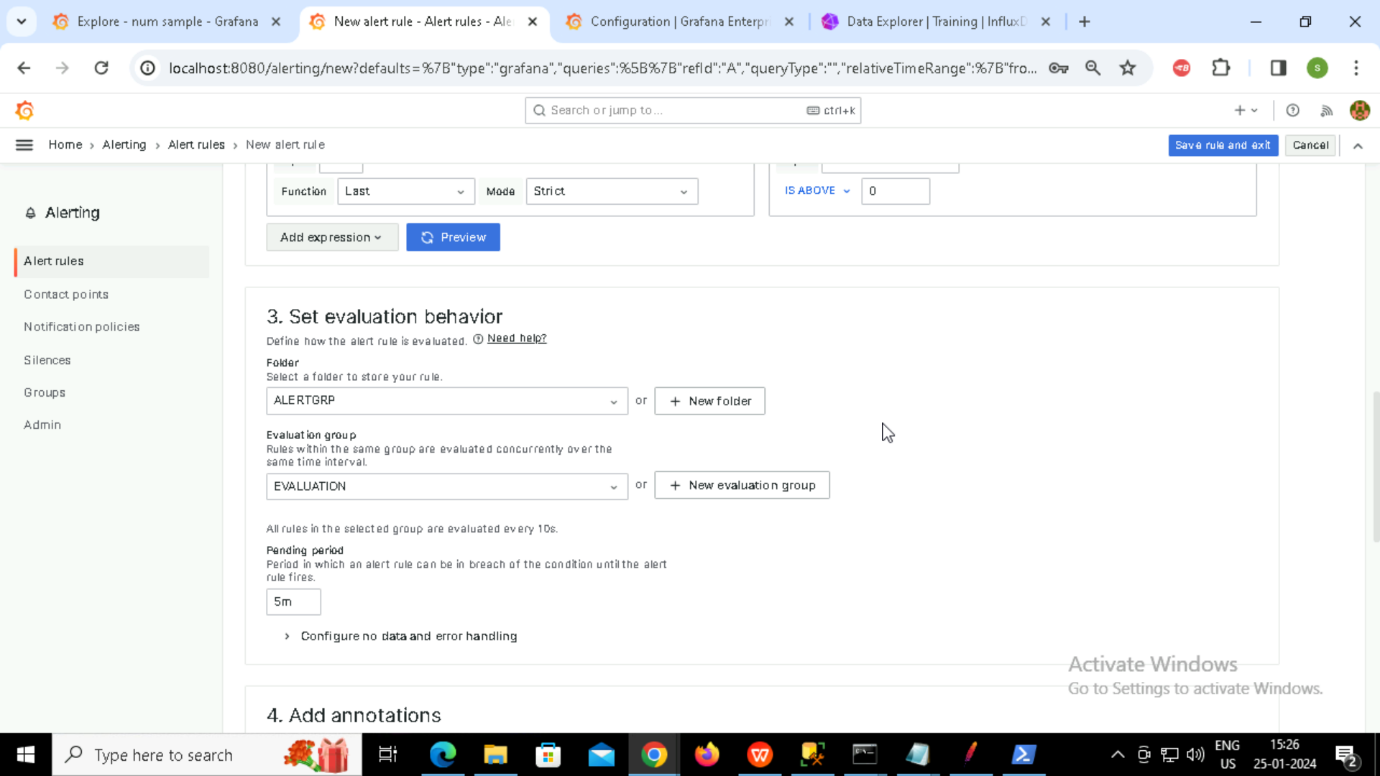 Explore - num sample - Grafana
New alert rule - Alert rules - Ale
Configuration | Grafana Enterpr
Data Explorer | Training | InfluxD
localhost:8080/alerting/new?defaults=%7B"type":"grafana","queries":%5B%7B"refId":"A","queryType":"","relativeTimeRange":%7B"fro...
s
Search or jump to...
ctrl+k
Home › Alerting › Alert rules › New alert rule
Save rule and exit
Cancel
Alerting
Alert rules
Contact points
Notification policies
Silences
Groups
Admin
Function
Last
Mode
Strict
IS ABOVE
0
Add expression
Preview
3. Set evaluation behavior
Define how the alert rule is evaluated.
Need help?
Folder
Select a folder to store your rule.
ALERTGRP
or
+ New folder
Evaluation group
Rules within the same group are evaluated concurrently over the
same time interval.
EVALUATION
or
+ New evaluation group
All rules in the selected group are evaluated every 10s.
Pending period
Period in which an alert rule can be in breach of the condition until the alert
rule fires.
5m
Configure no data and error handling
4. Add annotations
Activate Windows
Go to Settings to activate Windows.
Type here to search
ENG
US
15:26
25-01-2024
2